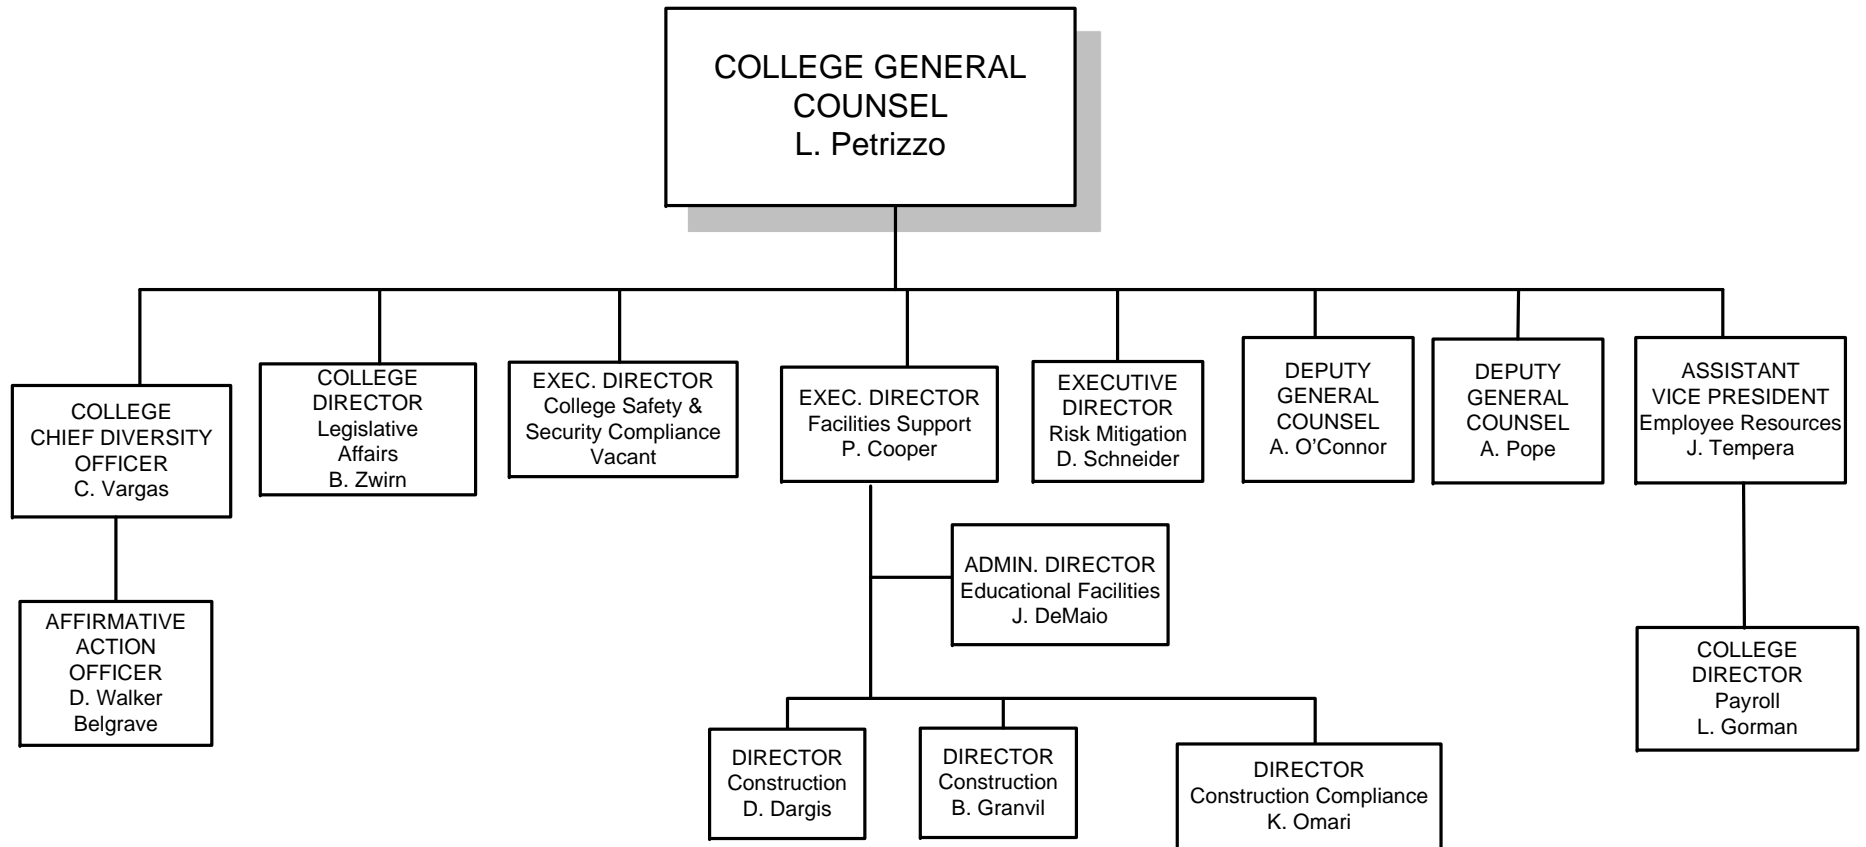 COLLEGE GENERAL
COUNSEL
L. Petrizzo
COLLEGE
CHIEF DIVERSITY
OFFICER
C. Vargas
COLLEGE
DIRECTOR
Legislative
Affairs
B. Zwirn
EXEC. DIRECTOR
College Safety &
Security Compliance
Vacant
EXEC. DIRECTOR
Facilities Support
P. Cooper
EXECUTIVE
DIRECTOR
Risk Mitigation
D. Schneider
DEPUTY
GENERAL
COUNSEL
A. O’Connor
DEPUTY
GENERAL
COUNSEL
A. Pope
ASSISTANT
VICE PRESIDENT
Employee Resources
J. Tempera
AFFIRMATIVE
ACTION
OFFICER
D. Walker
Belgrave
ADMIN. DIRECTOR
Educational Facilities
J. DeMaio
COLLEGE
DIRECTOR
Payroll
L. Gorman
DIRECTOR
Construction
D. Dargis
DIRECTOR
Construction
B. Granvil
DIRECTOR
Construction Compliance
K. Omari